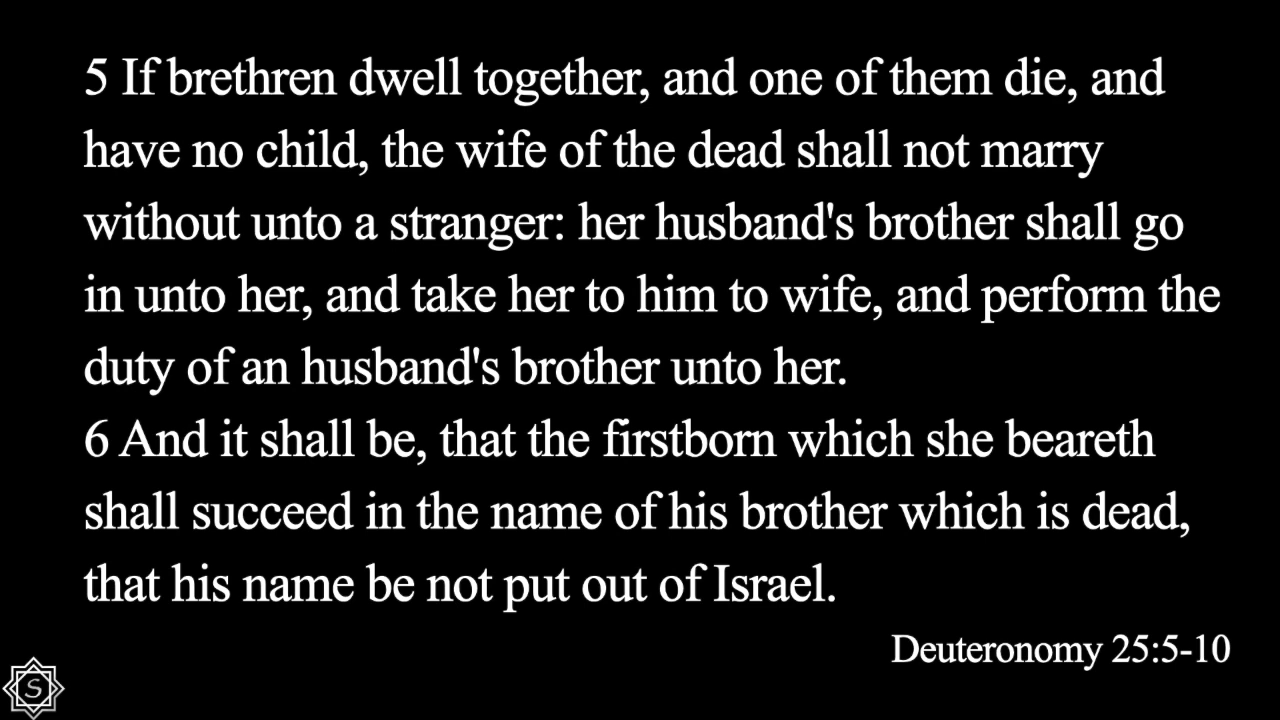 5 If brethren dwell together, and one of them die, and
have no child, the wife of the dead shall not marry
without unto a stranger: her husband's brother shall go
in unto her, and take her to him to wife, and perform the
duty of an husband's brother unto her.
6 And it shall be, that the firstborn which she beareth
shall succeed in the name of his brother which is dead,
that his name be not put out of Israel.
Deuteronomy 25:5-10
S